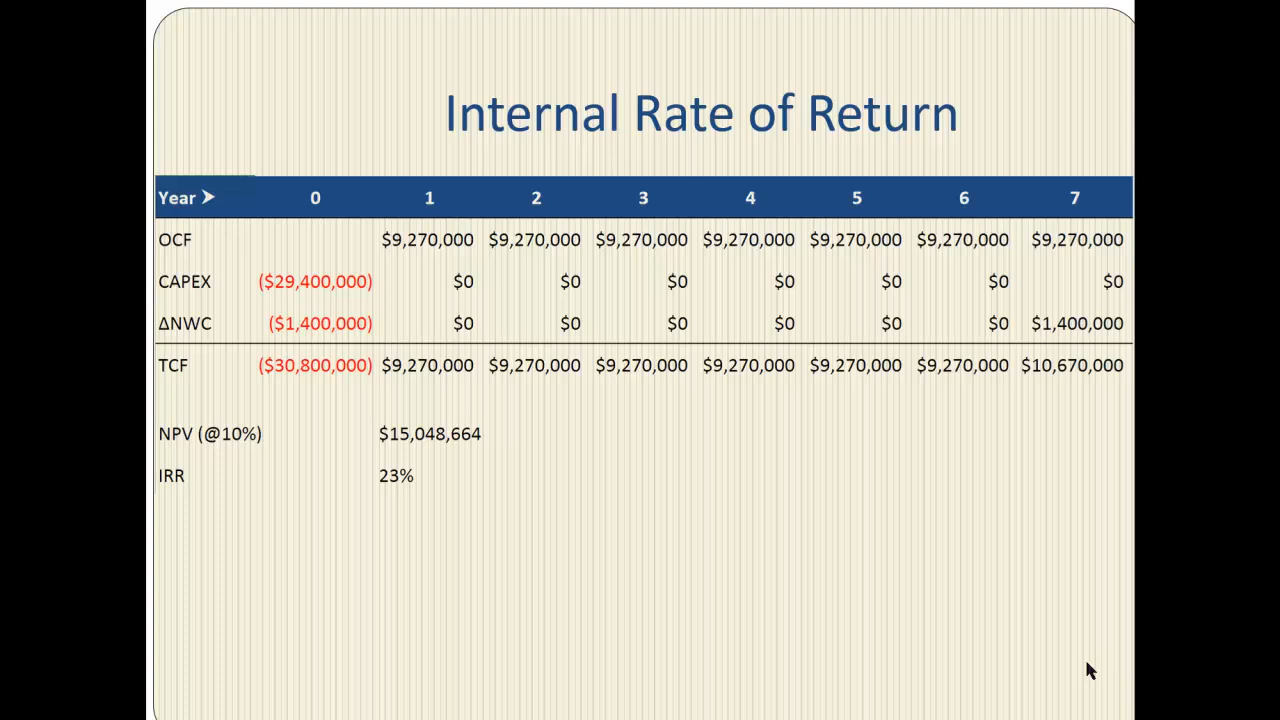 Internal Rate of Return
Year ➤ 0 1 2 3 4 5 6 7
OCF $9,270,000 $9,270,000 $9,270,000 $9,270,000 $9,270,000 $9,270,000 $9,270,000
CAPEX ($29,400,000) $0 $0 $0 $0 $0 $0 $0
ΔNWC ($1,400,000) $0 $0 $0 $0 $0 $0 $1,400,000
TCF ($30,800,000) $9,270,000 $9,270,000 $9,270,000 $9,270,000 $9,270,000 $9,270,000 $10,670,000
NPV (@10%) $15,048,664
IRR 23%